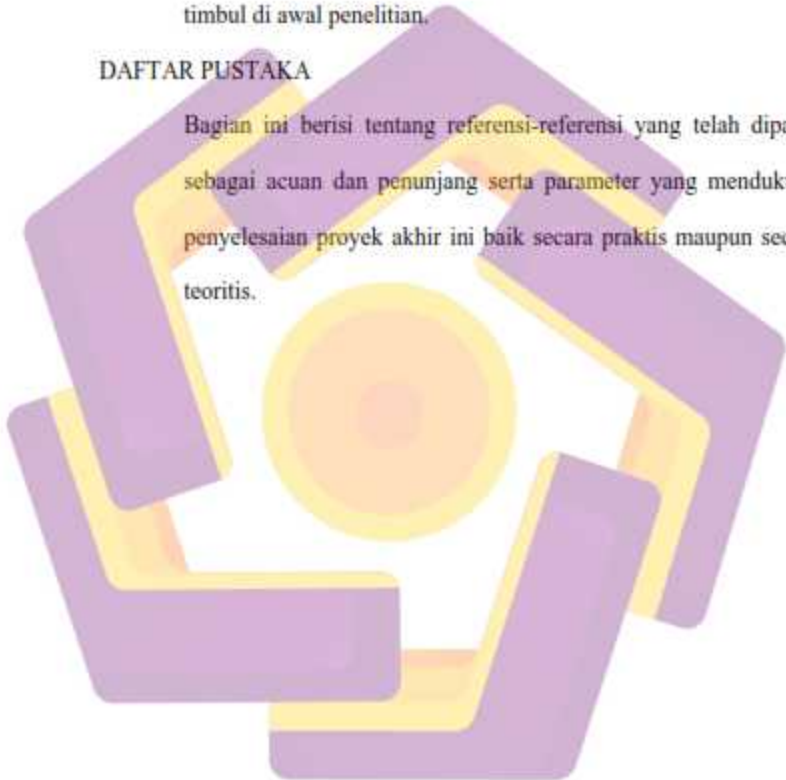 timbul di awal penelitian.
DAFTAR PUSTAKA
Bagian ini berisi tentang referensi-referensi yang telah dipa
sebagai acuan dan penunjang serta parameter yang menduku
penyelesaian proyek akhir ini baik secara praktis maupun sec
teoritis.